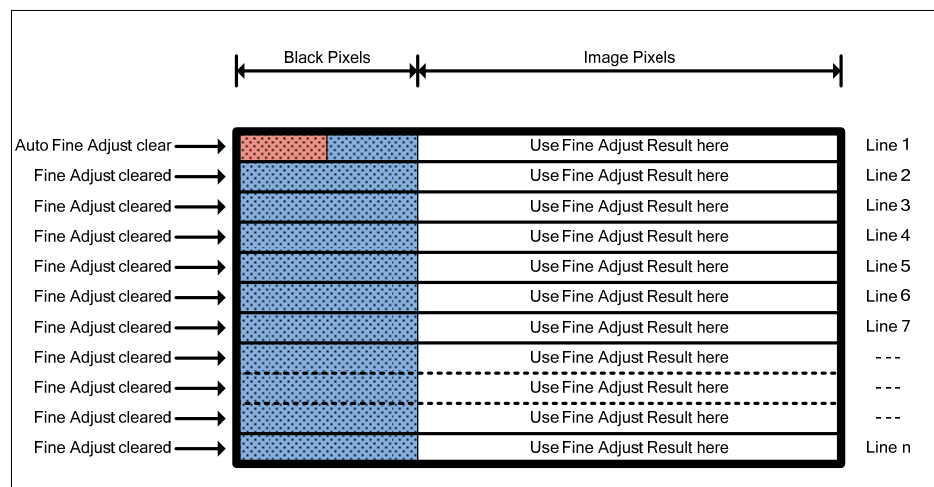 Black Pixels Image Pixels
Auto Fine Adjust clear Use Fine Adjust Result here Line 1
Fine Adjust cleared Use Fine Adjust Result here Line 2
Fine Adjust cleared Use Fine Adjust Result here Line 3
Fine Adjust cleared Use Fine Adjust Result here Line 4
Fine Adjust cleared Use Fine Adjust Result here Line 5
Fine Adjust cleared Use Fine Adjust Result here Line 6
Fine Adjust cleared Use Fine Adjust Result here Line 7
Fine Adjust cleared Use Fine Adjust Result here ---
Fine Adjust cleared Use Fine Adjust Result here ---
Fine Adjust cleared Use Fine Adjust Result here ---
Fine Adjust cleared Use Fine Adjust Result here Line n